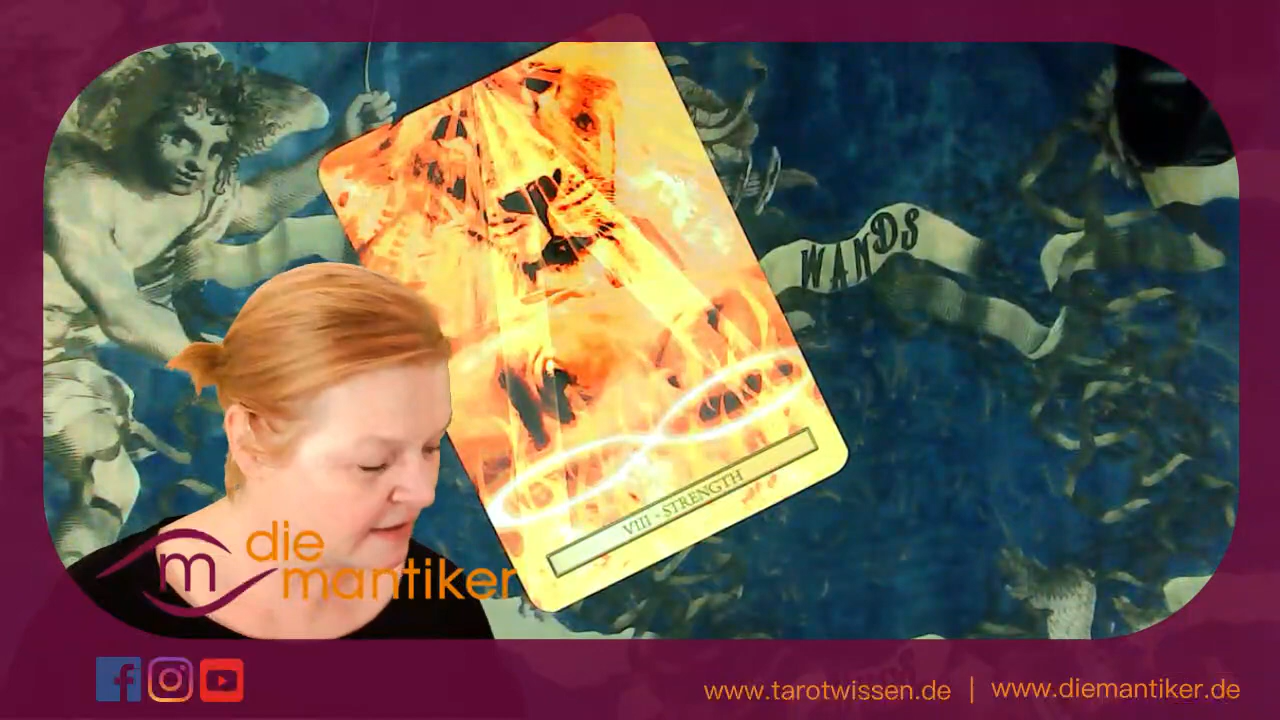 WANDS
VIII - STRENGTH
m
die
mantiker
www.tarotwissen.de | www.diemantiker.de